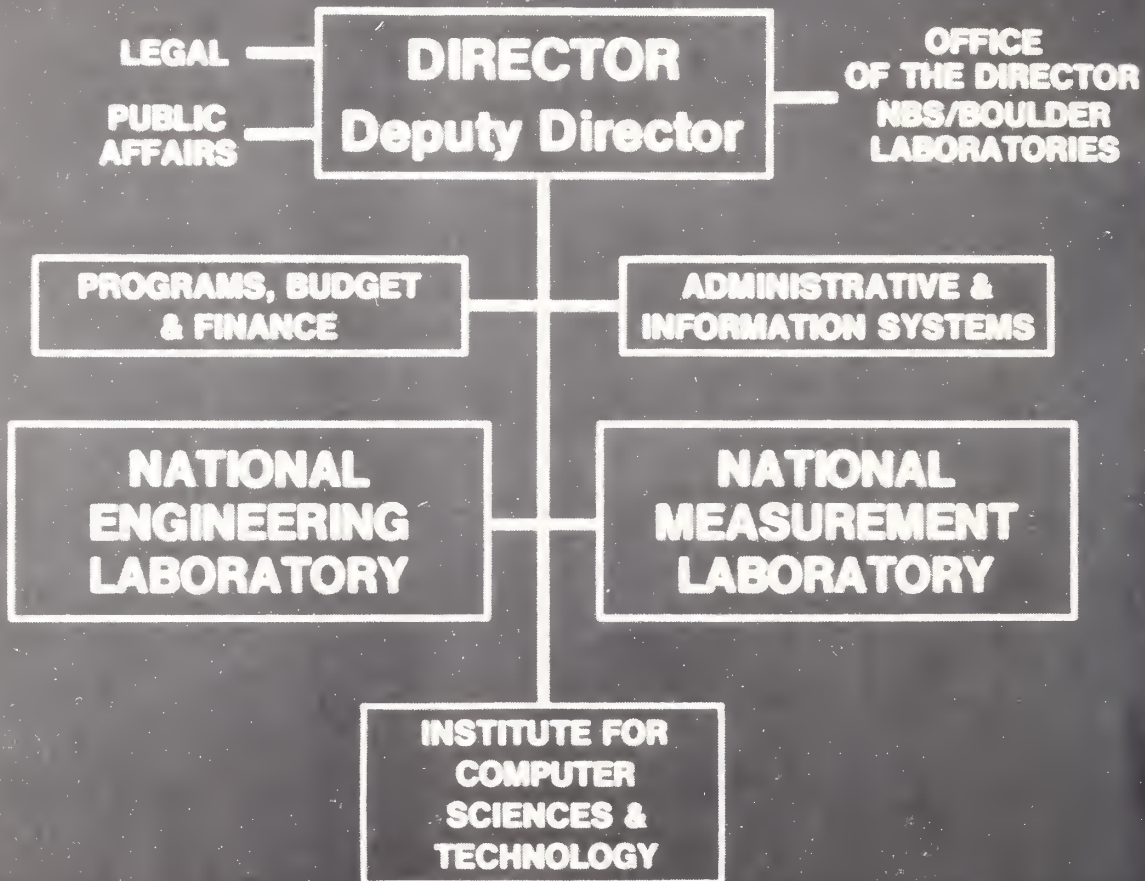 LEGAL
PUBLIC
AFFAIRS
DIRECTOR
Deputy Director
OFFICE
OF THE DIRECTOR
NBS/BOULDER
LABORATORIES
PROGRAMS, BUDGET
& FINANCE
ADMINISTRATIVE &
INFORMATION SYSTEMS
NATIONAL
ENGINEERING
LABORATORY
NATIONAL
MEASUREMENT
LABORATORY
INSTITUTE FOR
COMPUTER
SCIENCES &
TECHNOLOGY